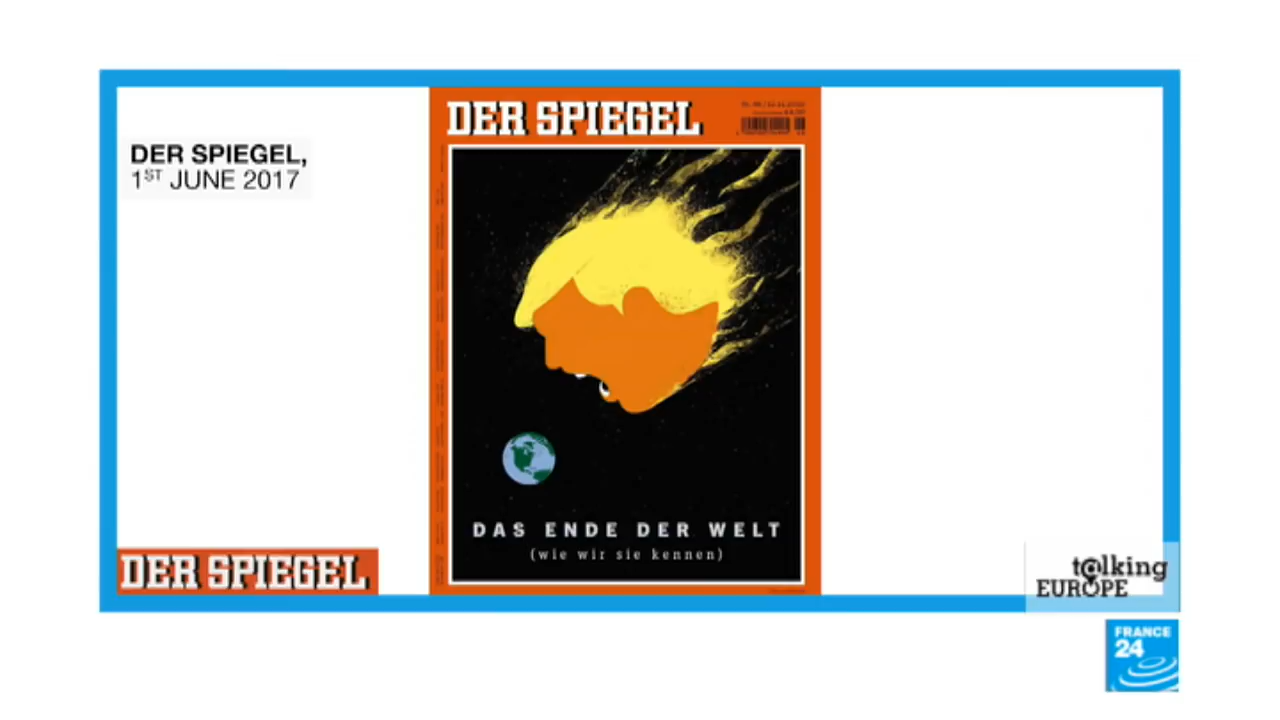 DER SPIEGEL,
1ST JUNE 2017
DER SPIEGEL
DAS ENDE DER WELT
(wie wir sie kennen)
DER SPIEGEL
talking
EUROPE
FRANCE
24